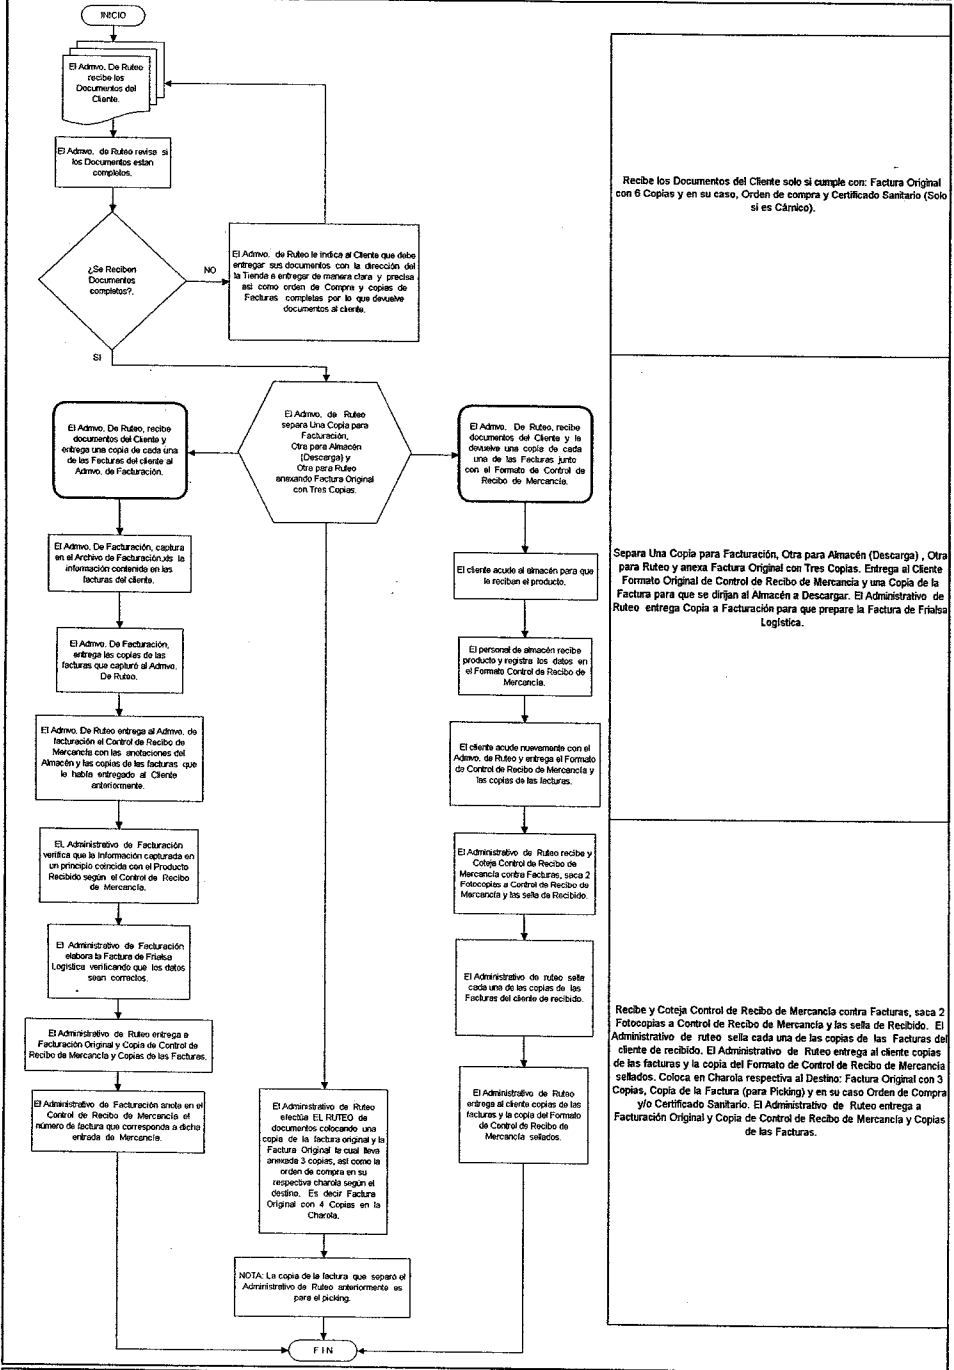 INICIO
El Admvo. De Ruteo
recibe los
Documentos del
Cliente.
El Admvo. de Ruteo revisa si
los Documentos estan
completos.
¿Se Reciben
Documentos
completos?.
NO
El Admvo. de Ruteo le indica al Cliente que debe
entregar sus documentos con la dirección del
la Tienda a entregar de manera clara y precisa
así como orden de Compra y copias de
Facturas completas por lo que devuelve
documentos al cliente.
SI
Recibe los Documentos del Cliente solo si cumple con: Factura Original
con 6 Copias y en su caso, Orden de compra y Certificado Sanitario (Solo
si es Cárnico).
El Admvo. de Ruteo
separa Una Copia para
Facturación,
Otra para Almacén
(Descarga) y
Otra para Ruteo
anexando Factura Original
con Tres Copias.
El Admvo. De Ruteo, recibe
documentos del Cliente y
entrega una copia de cada una
de las Facturas del cliente al
Admvo. de Facturación.
El Admvo. De Facturación, captura
en el Archivo de Facturación.xls la
información contenida en las
facturas del cliente.
El Admvo. De Facturación,
entrega las copias de las
facturas que capturó al Admvo.
De Ruteo.
El Admvo. De Ruteo entrega al Admvo. de
facturación el Control de Recibo de
Mercancía con las anotaciones del
Almacén y las copias de las facturas que
le había entregado al Cliente
anteriormente.
EL Administrativo de Facturación
verifica que la Información capturada en
un principio coincida con el Producto
Recibido según el Control de Recibo
de Mercancía.
El Administrativo de Facturación
elabora la Factura de Frialsa
Logística verificando que los datos
sean correctos.
El Administrativo de Ruteo entrega a
Facturación Original y Copia de Control de
Recibo de Mercancía y Copias de las Facturas.
El Administrativo de Facturación anota en el
Control de Recibo de Mercancía el
número de factura que corresponda a dicha
entrada de Mercancía.
El Administrativo de Ruteo
efectúa EL RUTEO de
documentos colocando una
copia de la factura original y la
Factura Original la cual lleva
anexada 3 copias, así como la
orden de compra en su
respectiva charola según el
destino. Es decir Factura
Original con 4 Copias en la
Charola.
NOTA: La copia de la factura que separó el
Administrativo de Ruteo anteriormente es
para el picking.
El Admvo. De Ruteo, recibe
documentos del Cliente y le
devuelve una copia de cada
una de las Facturas junto
con el Formato de Control de
Recibo de Mercancía.
El cliente acude al almacén para que
le reciban el producto.
El personal de almacén recibe
producto y registra los datos en
el Formato Control de Recibo de
Mercancía.
El cliente acude nuevamente con el
Admvo. de Ruteo y entrega el Formato
de Control de Recibo de Mercancía y
las copias de las facturas.
El Administrativo de Ruteo recibe y
Coteja Control de Recibo de
Mercancía contra Facturas, saca 2
Fotocopias a Control de Recibo de
Mercancía y las sella de Recibido.
El Administrativo de ruteo sella
cada una de las copias de las
Facturas del cliente de recibido.
El Administrativo de Ruteo
entrega al cliente copias de las
facturas y la copia del Formato
de Control de Recibo de
Mercancía sellados.
FIN
Separa Una Copia para Facturación, Otra para Almacén (Descarga) , Otra
para Ruteo y anexa Factura Original con Tres Copias. Entrega al Cliente
Formato Original de Control de Recibo de Mercancía y una Copia de la
Factura para que se dirijan al Almacén a Descargar. El Administrativo de
Ruteo entrega Copia a Facturación para que prepare la Factura de Frialsa
Logística.
Recibe y Coteja Control de Recibo de Mercancía contra Facturas, saca 2
Fotocopias a Control de Recibo de Mercancía y las sella de Recibido. El
Administrativo de ruteo sella cada una de las copias de las Facturas del
cliente de recibido. El Administrativo de Ruteo entrega al cliente copias
de las facturas y la copia del Formato de Control de Recibo de Mercancía
sellados. Coloca en Charola respectiva al Destino: Factura Original con 3
Copias, Copia de la Factura (para Picking) y en su caso Orden de Compra
y/o Certificado Sanitario. El Administrativo de Ruteo entrega a
Facturación Original y Copia de Control de Recibo de Mercancía y Copias
de las Facturas.